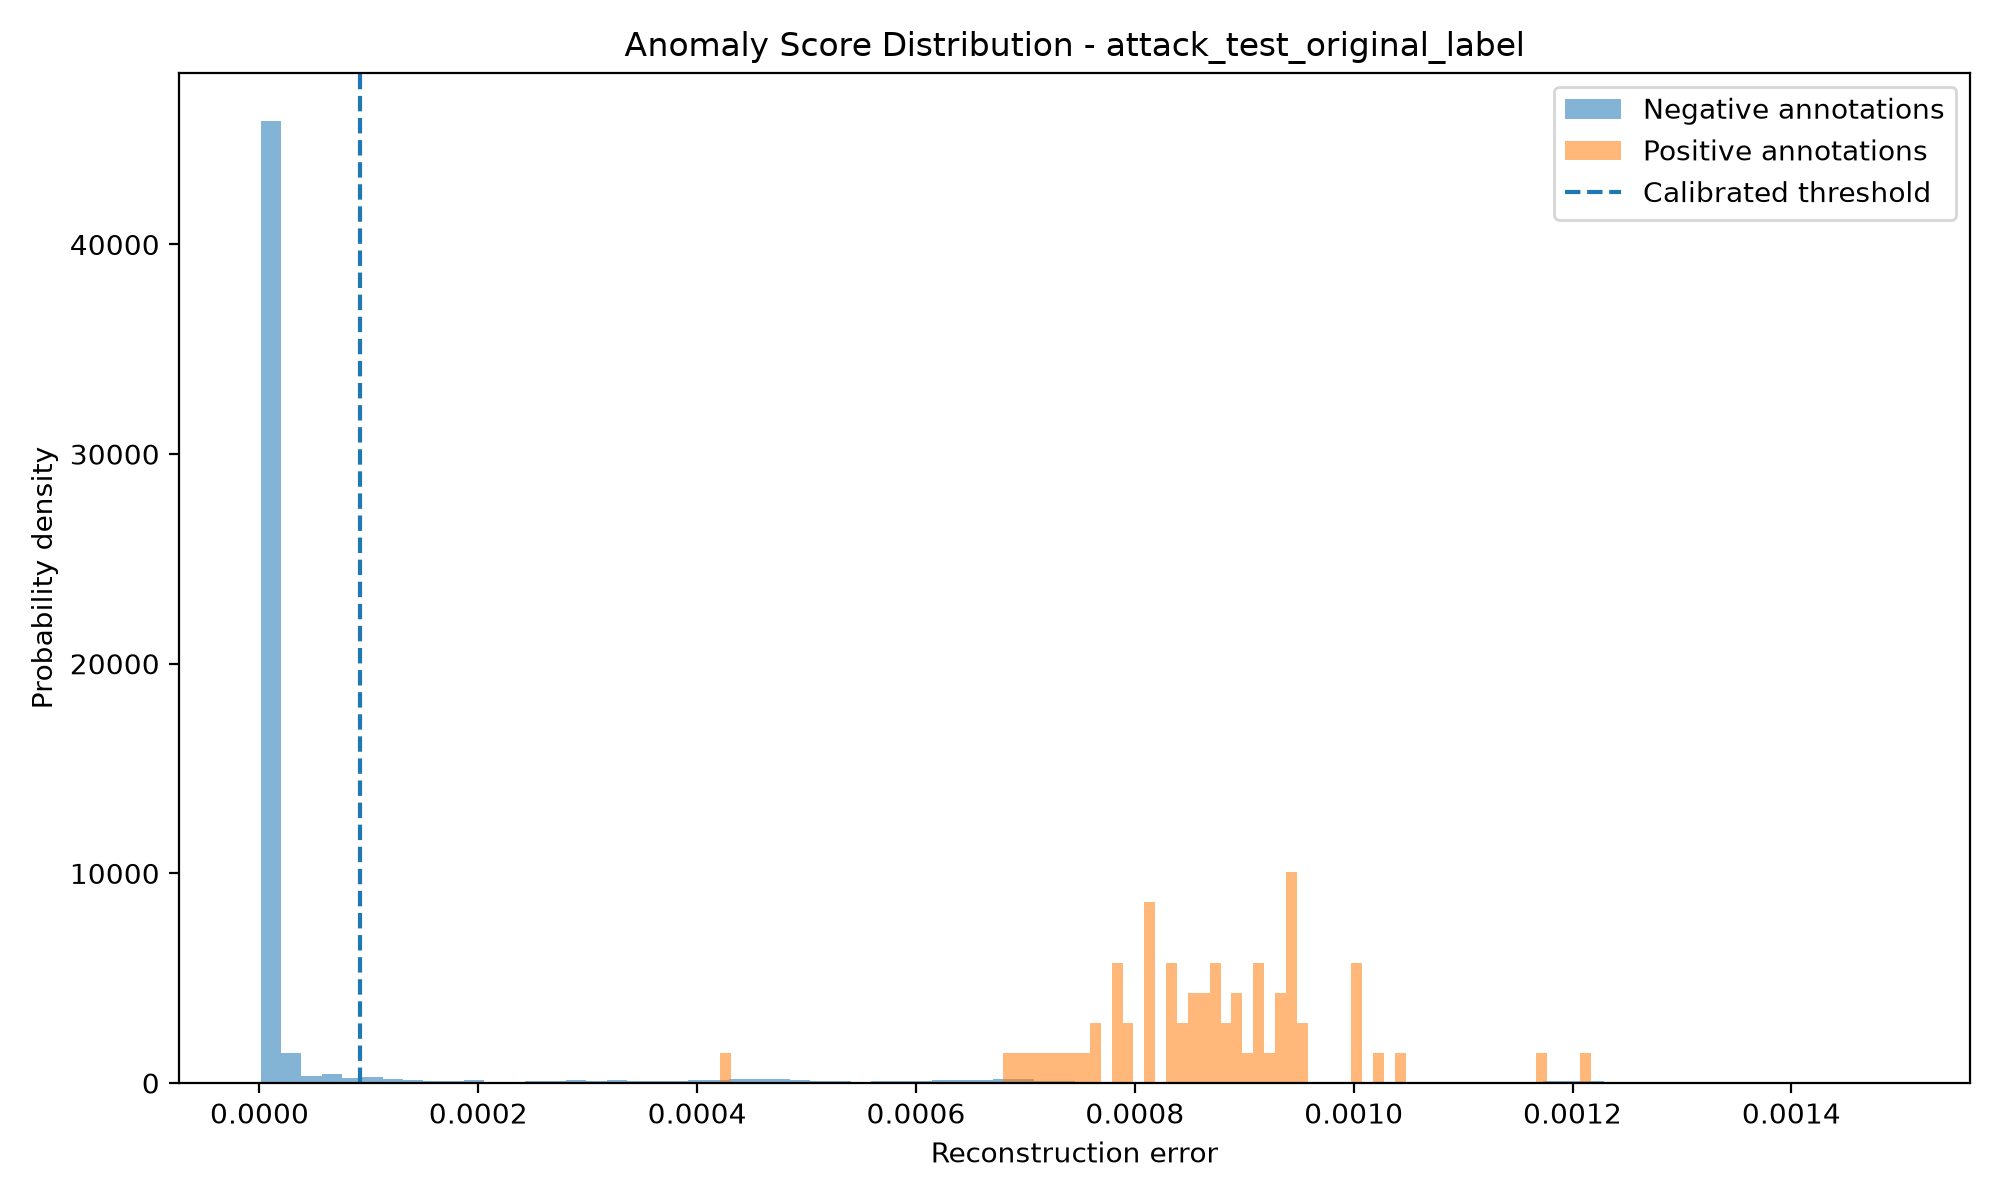 Anomaly Score Distribution - attack_test_original_label
Negative annotations
Positive annotations
Calibrated threshold
Probability density
40000
30000
20000
10000
0
0.0000 0.0002 0.0004 0.0006 0.0008 0.0010 0.0012 0.0014
Reconstruction error